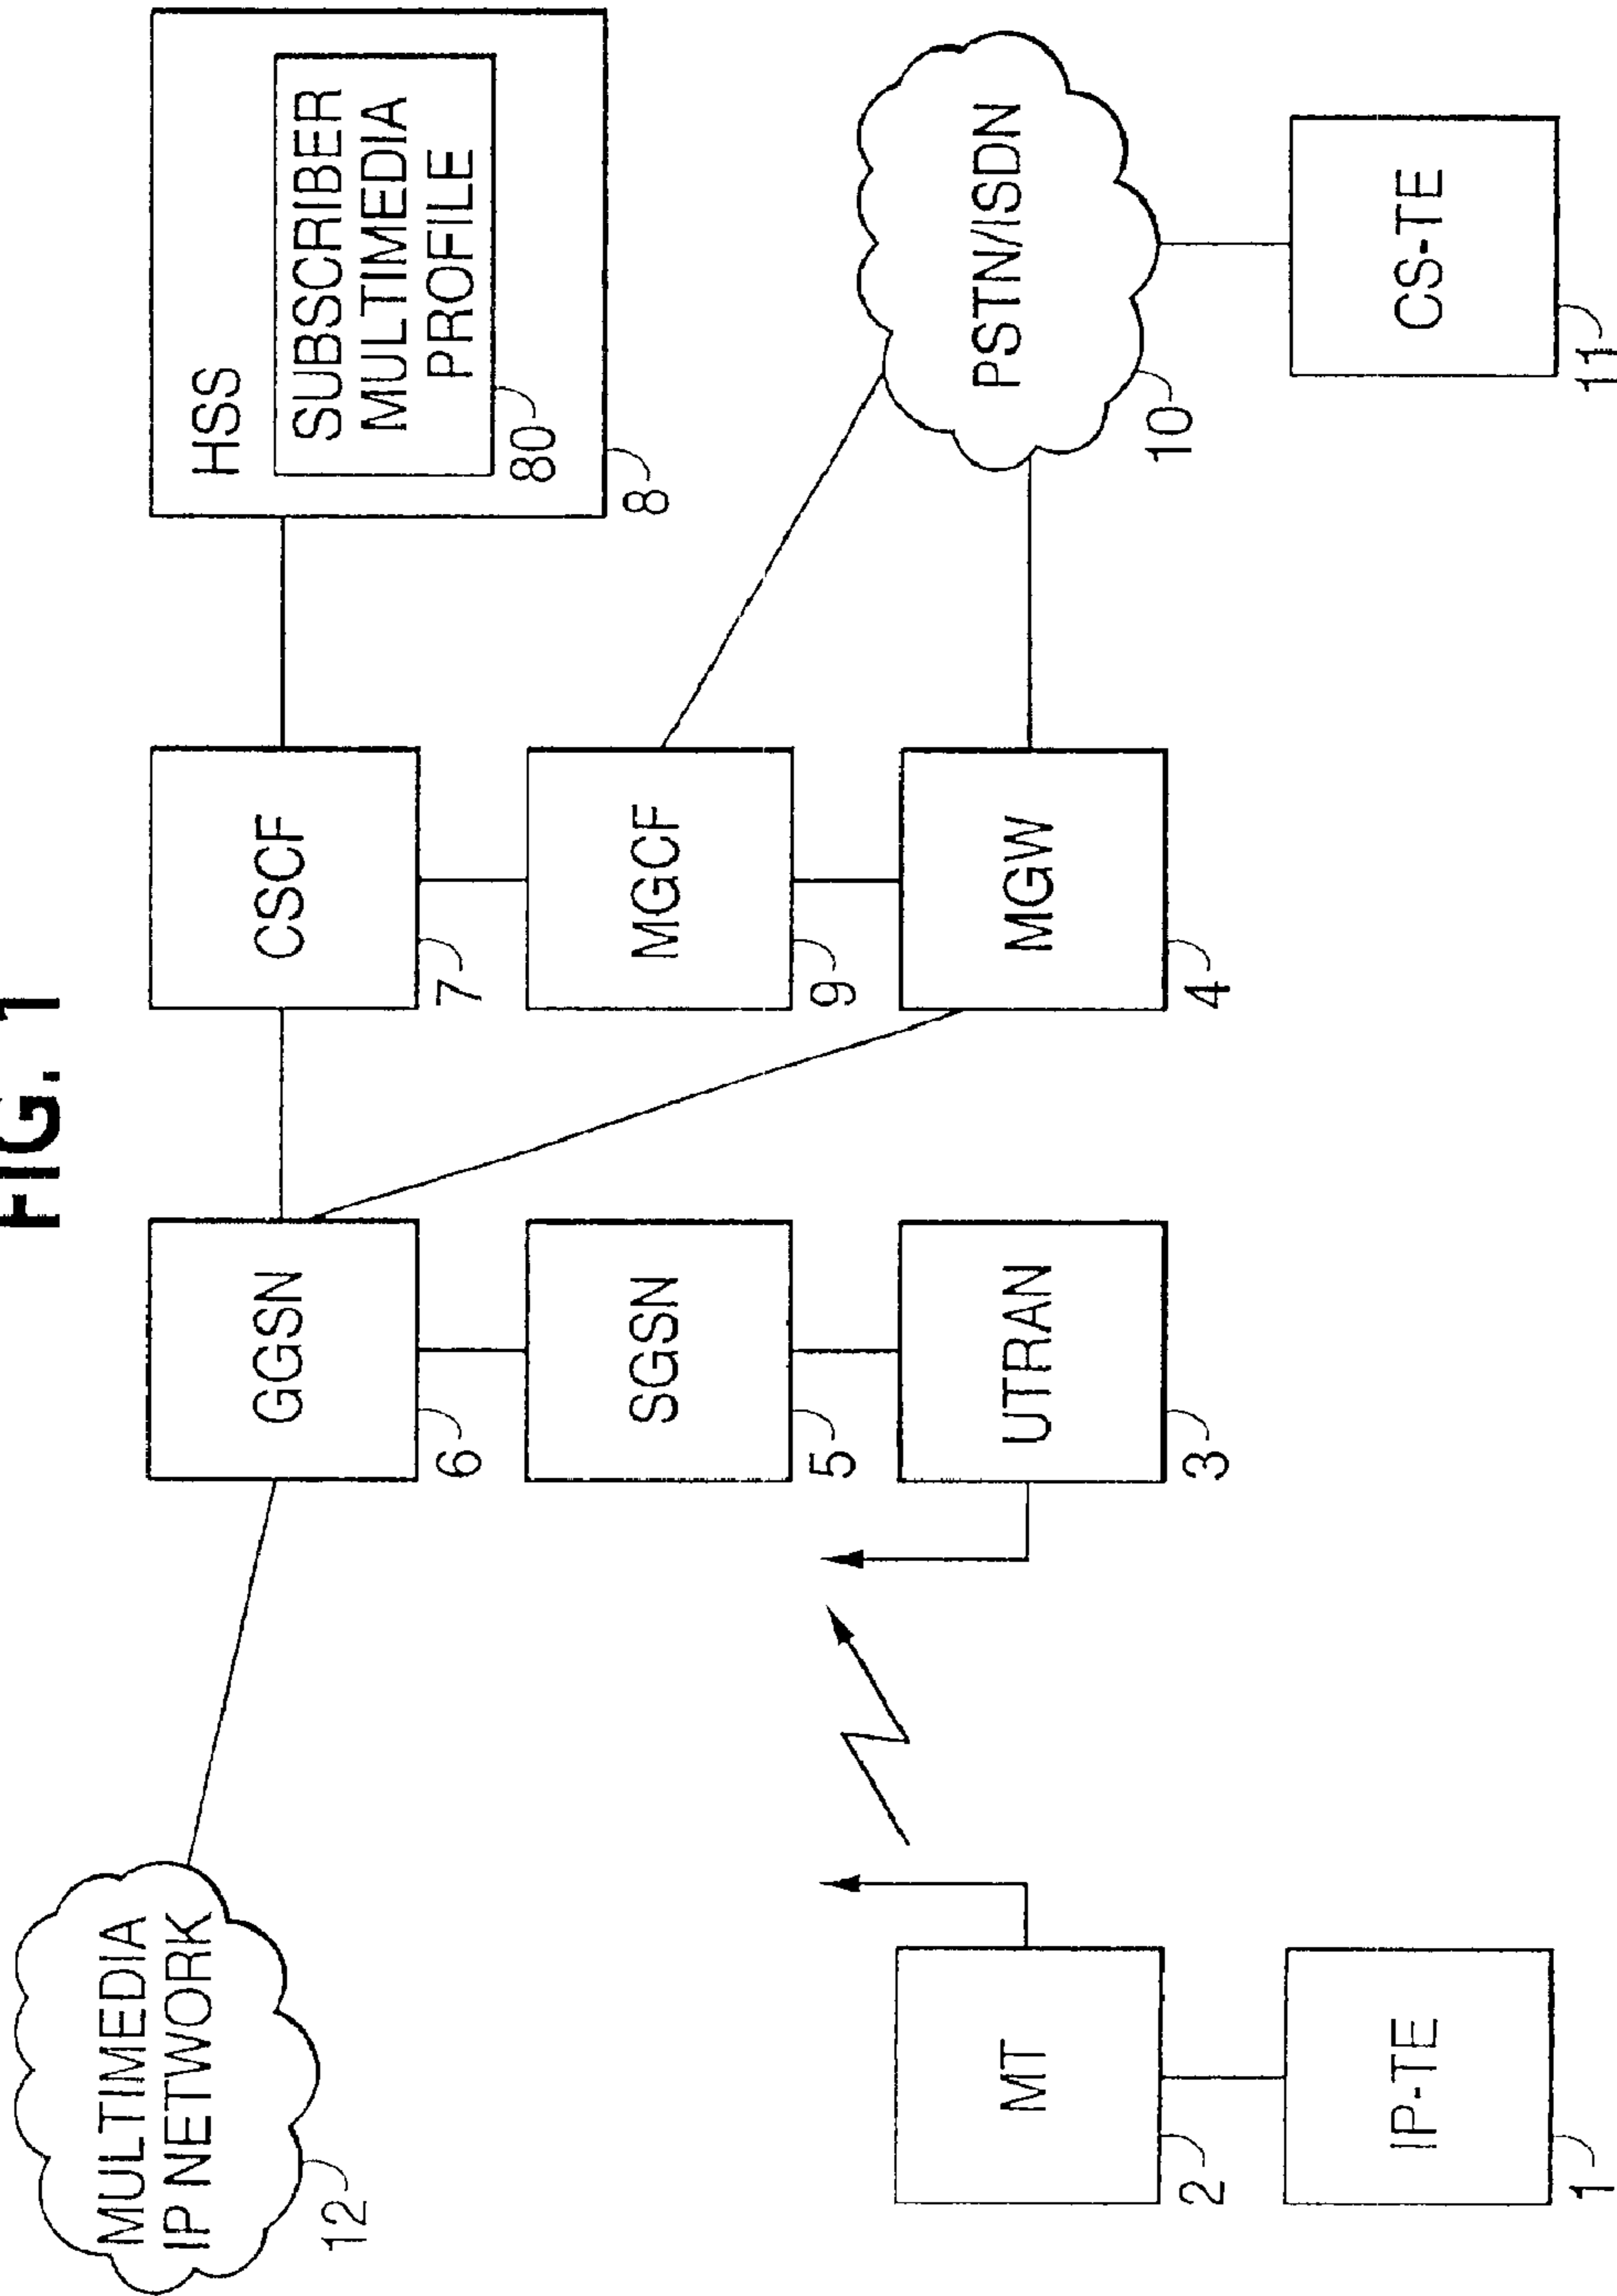 FIG. 1
MULTIMEDIA
IP NETWORK
12
GGSN
6
CSCF
7
HSS
SUBSCRIBER
MULTIMEDIA
PROFILE
80
8
SGSN
5
MGCF
9
MT
2
UTRAN
3
MGW
4
PSTN/ISDN
10
IP-TE
1
CS-TE
11